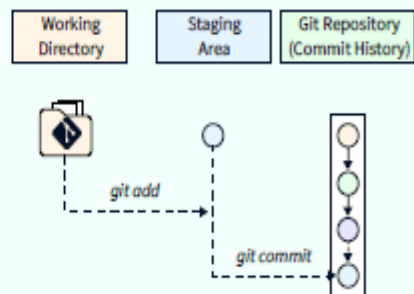 Working
Directory
Staging
Area
Git Repository
(Commit History)
git add
git commit